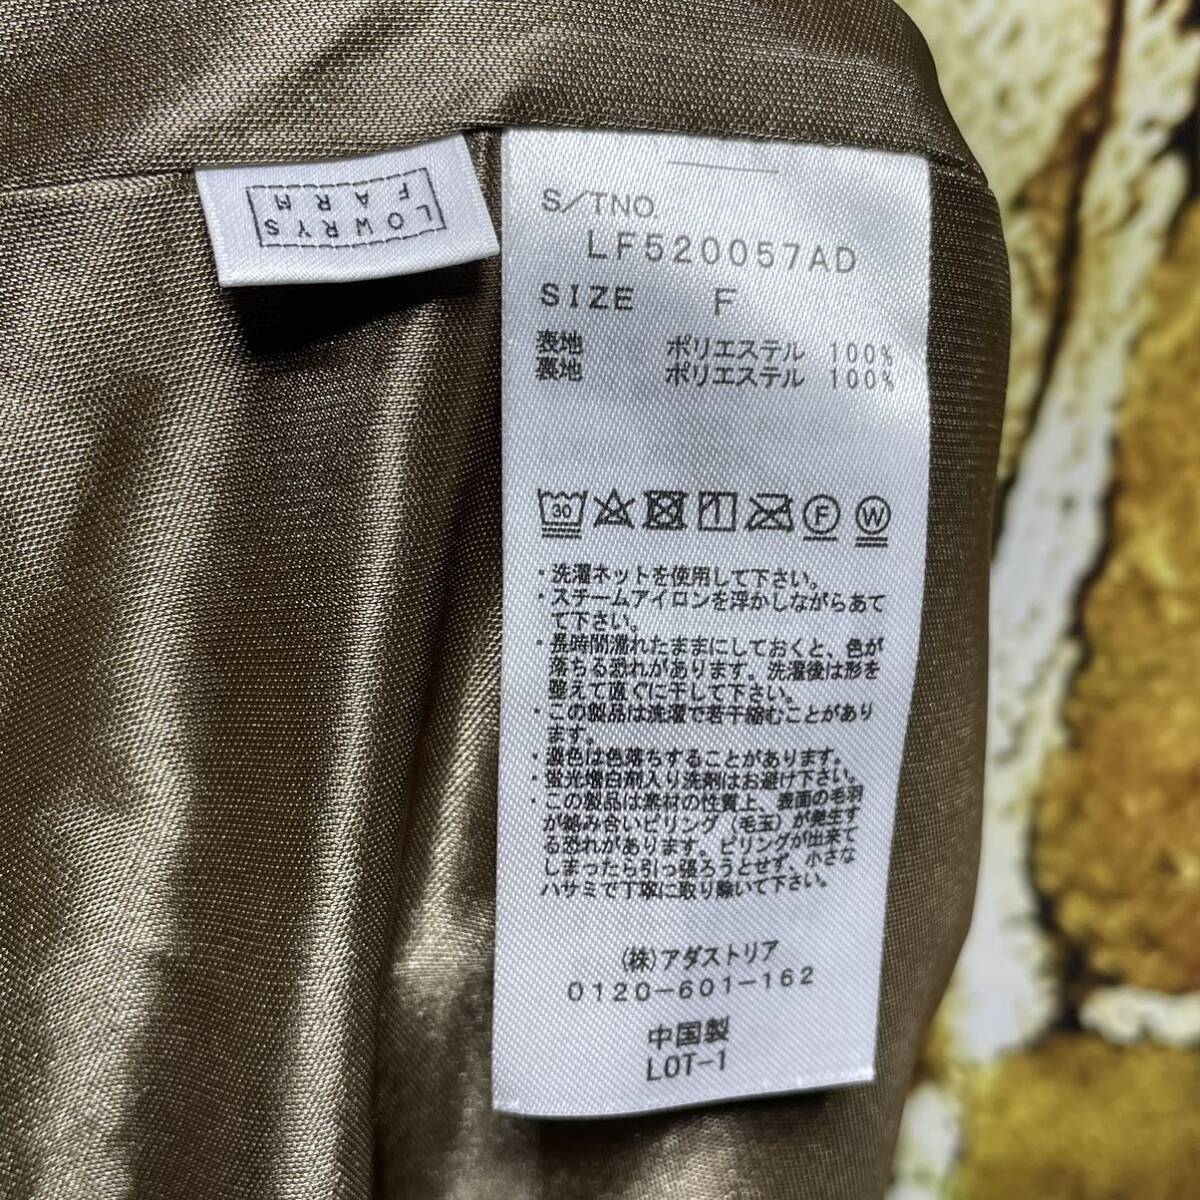 LOWRYS
FARM
S/TNO.
LF520057AD
SIZE F
表地 ポリエステル 100%
裏地 ポリエステル 100%
30
F
W
・洗濯ネットを使用して下さい。
・スチームアイロンを浮かしながらあて
て下さい。
・長時間濡れたままにしておくと、色が
落ちる恐れがあります。洗濯後は形を
整えて直ぐに干して下さい。
・この製品は洗濯で若干縮むことがあり
ます。
・濃色は色落ちすることがあります。
・蛍光増白剤入り洗剤はお避け下さい。
・この製品は素材の性質上、表面の毛羽
が絡み合いピリング（毛玉）が発生す
る恐れがあります。ピリングが出来て
しまったら引っ張ろうとせず、小さな
ハサミで丁寧に取り除いて下さい。
(株)アダストリア
0120-601-162
中国製
LOT-1